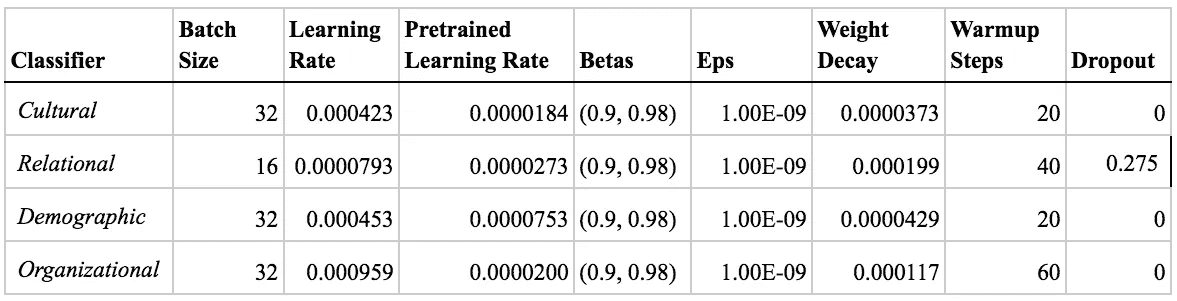 Classifier Batch Size Learning Rate Pretrained Learning Rate Betas Eps Weight Decay Warmup Steps Dropout
Cultural 32 0.000423 0.0000184 (0.9, 0.98) 1.00E-09 0.0000373 20 0
Relational 16 0.0000793 0.0000273 (0.9, 0.98) 1.00E-09 0.000199 40 0.275
Demographic 32 0.000453 0.0000753 (0.9, 0.98) 1.00E-09 0.0000429 20 0
Organizational 32 0.000959 0.0000200 (0.9, 0.98) 1.00E-09 0.000117 60 0